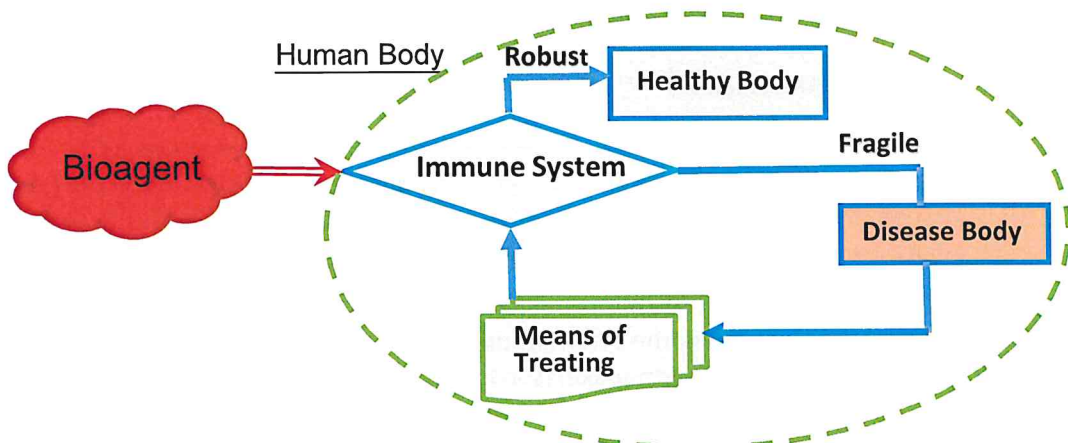 Human Body
Robust
Healthy Body
Bioagent
Immune System
Fragile
Disease Body
Means of
Treating